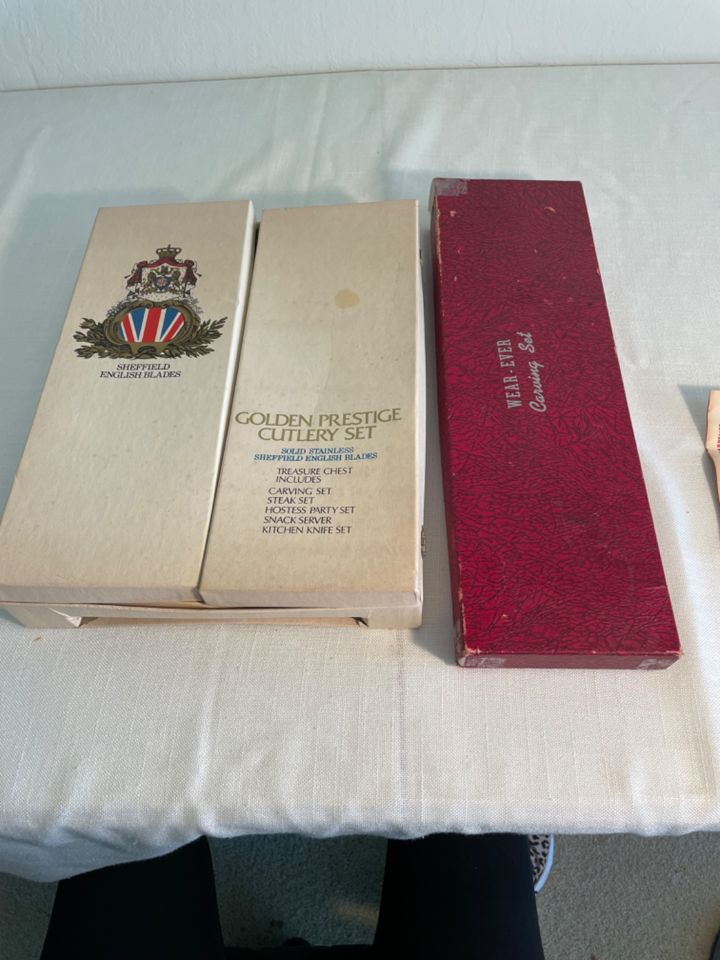 SHEFFIELD
ENGLISH BLADES
GOLDEN PRESTIGE
CUTLERY SET
SOLID STAINLESS
SHEFFIELD ENGLISH BLADES
TREASURE CHEST
INCLUDES
CARVING SET
STEAK SET
HOSTESS PARTY SET
SNACK SERVER
KITCHEN KNIFE SET
WEAR-EVER
Carving Set